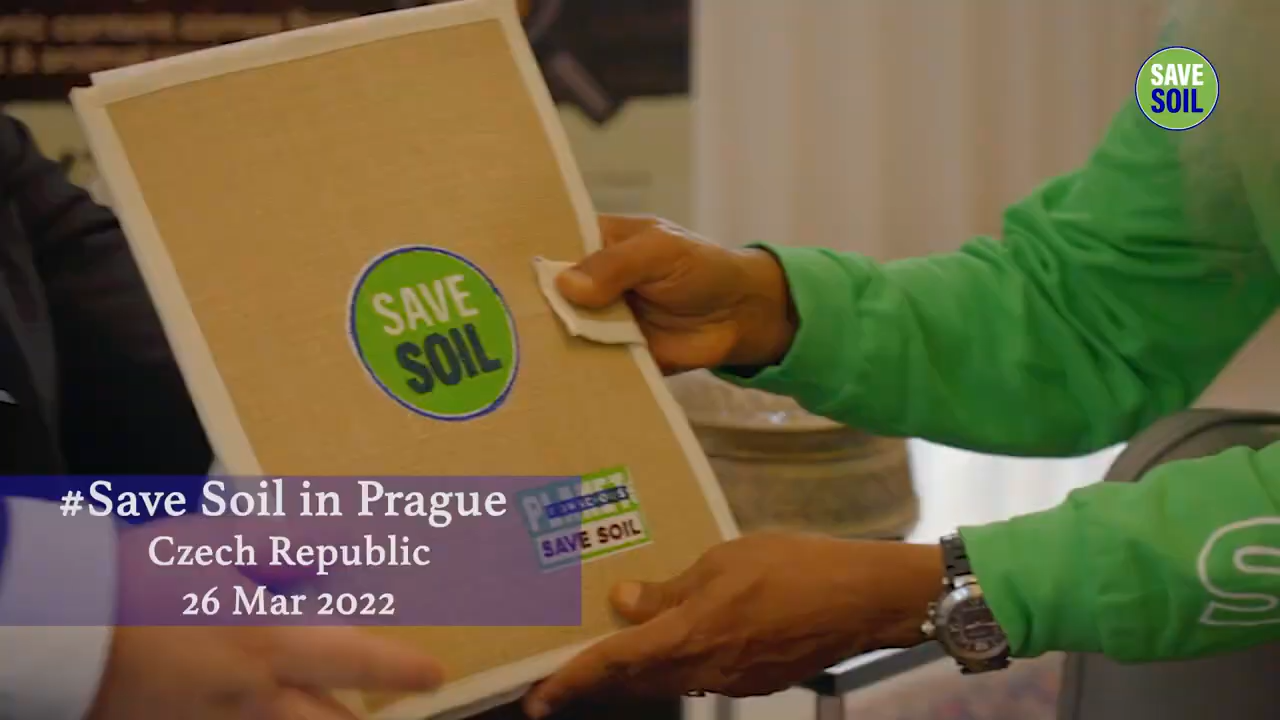 SAVE
SOIL
SAVE
SOIL
SAVE SOIL
#Save Soil in Prague
Czech Republic
26 Mar 2022
S